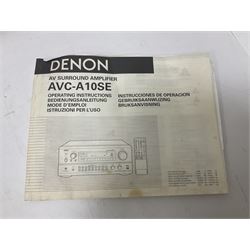 DENON
AV SURROUND AMPLIFIER
AVC-A10SE
OPERATING INSTRUCTIONS
BEDIENUNGSANLEITUNG
MODE D'EMPLOI
ISTRUZIONI PER L'USO
INSTRUCCIONES DE OPERACION
GEBRUIKSAANWIJZING
BRUKSANVISNING